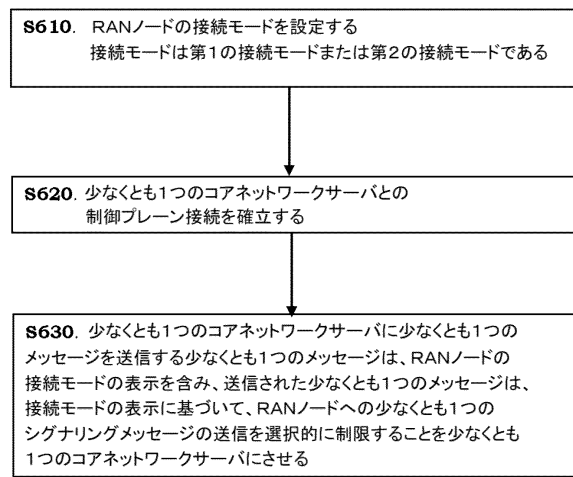 S610. RANノードの接続モードを設定する
接続モードは第1の接続モードまたは第2の接続モードである
S620. 少なくとも1つのコアネットワークサーバとの
制御プレーン接続を確立する
S630. 少なくとも1つのコアネットワークサーバに少なくとも1つの
メッセージを送信する少なくとも1つのメッセージは、RANノードの
接続モードの表示を含み、送信された少なくとも1つのメッセージは、
接続モードの表示に基づいて、RANノードへの少なくとも1つの
シグナリングメッセージの送信を選択的に制限することを少なくとも
1つのコアネットワークサーバにさせる